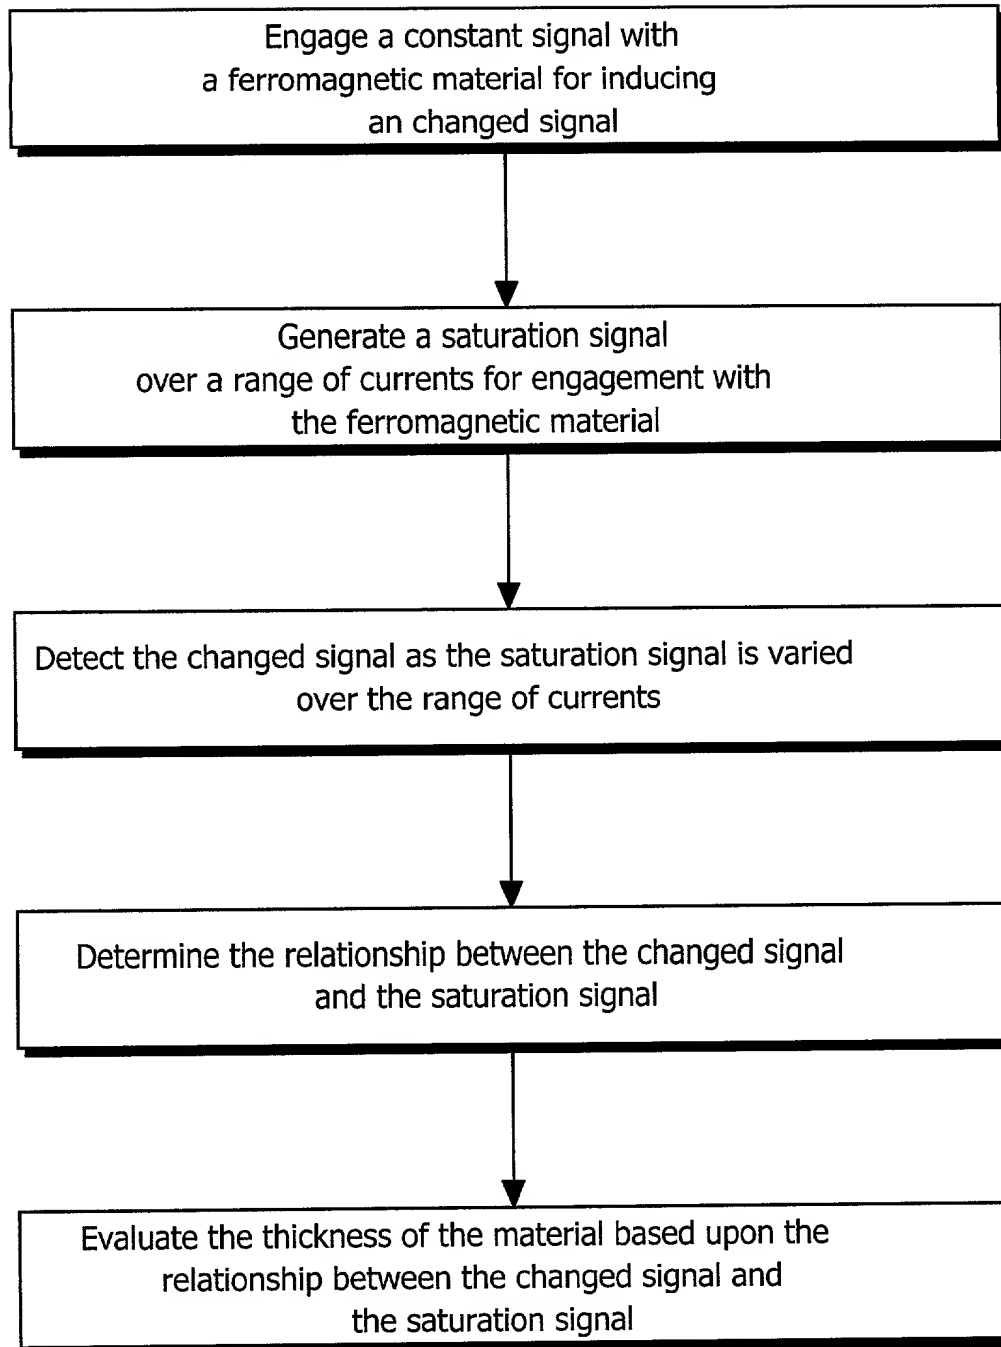 Engage a constant signal with
a ferromagnetic material for inducing
an changed signal
Generate a saturation signal
over a range of currents for engagement with
the ferromagnetic material
Detect the changed signal as the saturation signal is varied
over the range of currents
Determine the relationship between the changed signal
and the saturation signal
Evaluate the thickness of the material based upon the
relationship between the changed signal and
the saturation signal